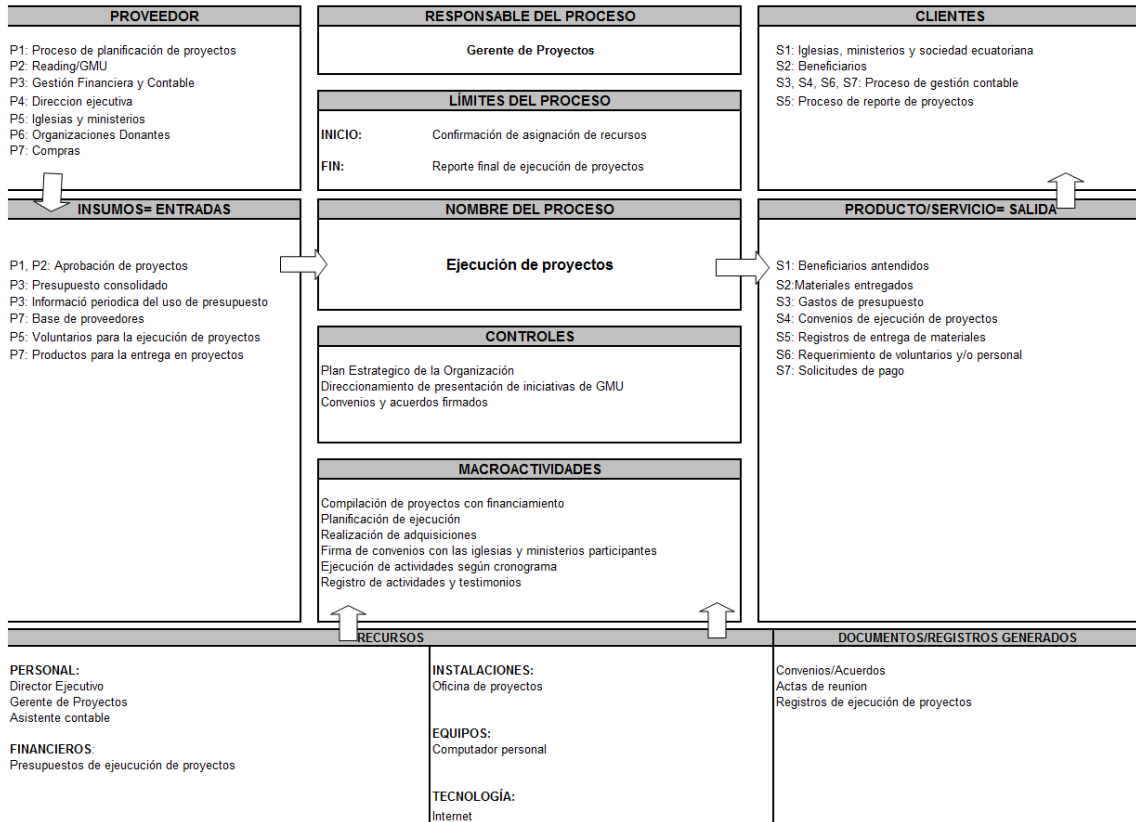 PROVEEDOR
P1: Proceso de planificación de proyectos
P2: Reading/GMU
P3: Gestión Financiera y Contable
P4: Direccion ejecutiva
P5: Iglesias y ministerios
P6: Organizaciones Donantes
P7: Compras
RESPONSABLE DEL PROCESO
Gerente de Proyectos
LÍMITES DEL PROCESO
INICIO: Confirmación de asignación de recursos
FIN: Reporte final de ejecución de proyectos
CLIENTES
S1: Iglesias, ministerios y sociedad ecuatoriana
S2: Beneficiarios
S3, S4, S6, S7: Proceso de gestión contable
S5: Proceso de reporte de proyectos
INSUMOS= ENTRADAS
P1, P2: Aprobación de proyectos
P3: Presupuesto consolidado
P3: Informació periodica del uso de presupuesto
P7: Base de proveedores
P5: Voluntarios para la ejecución de proyectos
P7: Productos para la entrega en proyectos
NOMBRE DEL PROCESO
Ejecución de proyectos
CONTROLES
Plan Estrategico de la Organización
Direccionamiento de presentación de iniciativas de GMU
Convenios y acuerdos firmados
MACROACTIVIDADES
Compilación de proyectos con financiamiento
Planificación de ejecución
Realización de adquisiciones
Firma de convenios con las iglesias y ministerios participantes
Ejecución de actividades según cronograma
Registro de actividades y testimonios
PRODUCTO/SERVICIO= SALIDA
S1: Beneficiarios antendidos
S2:Materiales entregados
S3: Gastos de presupuesto
S4: Convenios de ejecución de proyectos
S5: Registros de entrega de materiales
S6: Requerimiento de voluntarios y/o personal
S7: Solicitudes de pago
RECURSOS
PERSONAL:
Director Ejecutivo
Gerente de Proyectos
Asistente contable
FINANCIEROS:
Presupuestos de ejeucución de proyectos
INSTALACIONES:
Oficina de proyectos
EQUIPOS:
Computador personal
TECNOLOGÍA:
Internet
DOCUMENTOS/REGISTROS GENERADOS
Convenios/Acuerdos
Actas de reunion
Registros de ejecución de proyectos